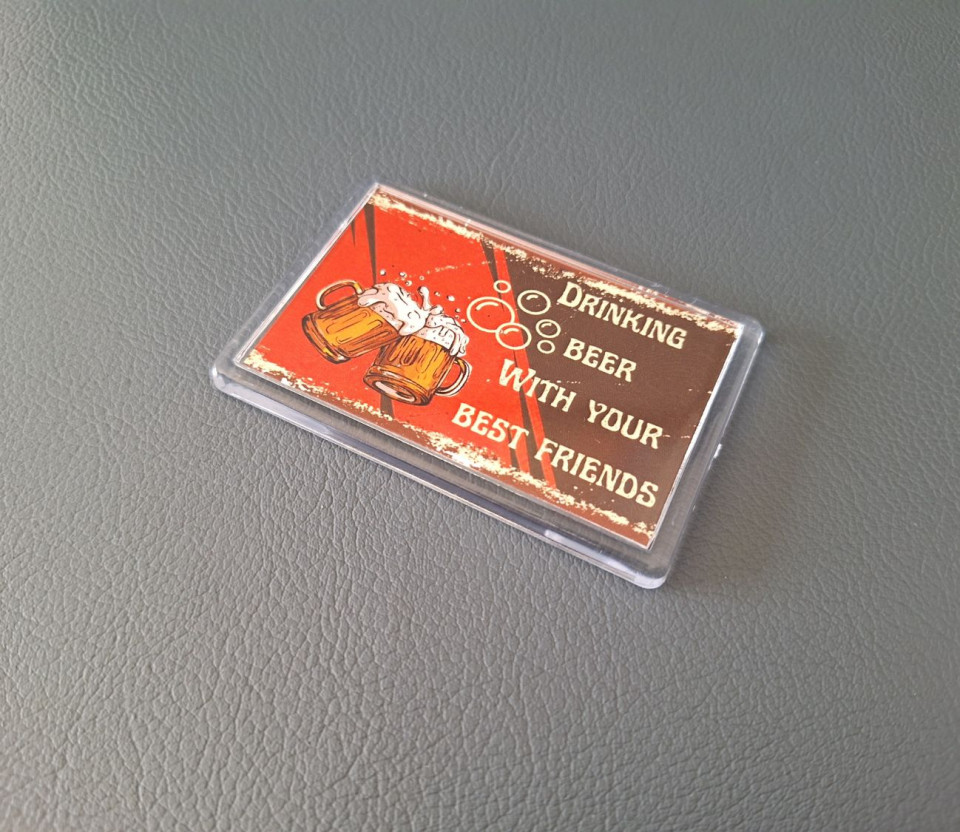 Drinking
beer
With your
best friends